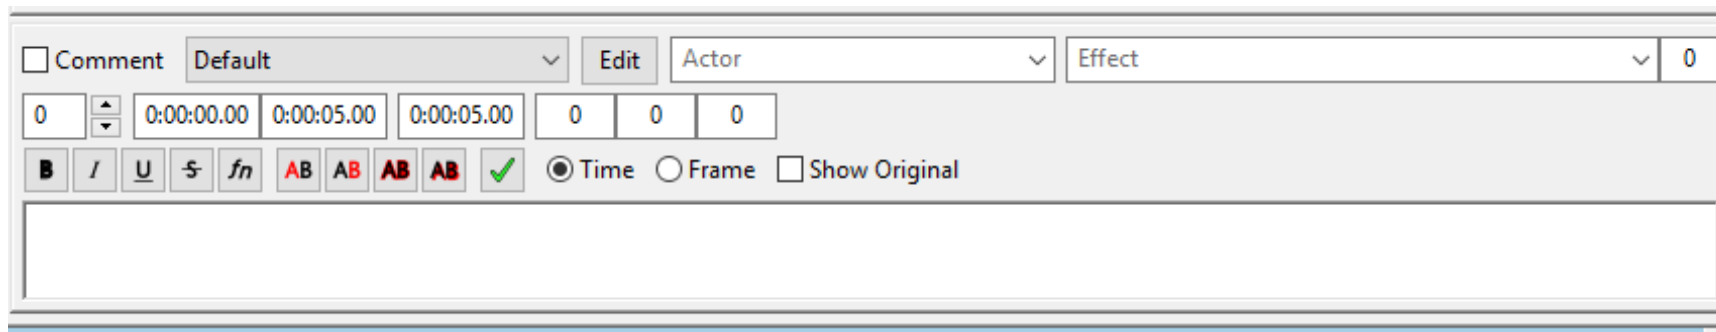 Comment Default Edit Actor Effect 0
0 0:00:00.00 0:00:05.00 0:00:05.00 0 0 0
B I U S fn AB AB AB AB Time Frame Show Original